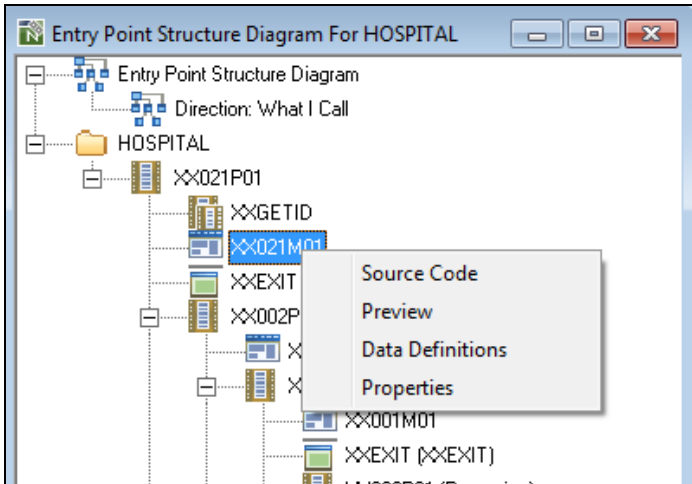 Entry Point Structure Diagram For HOSPITAL
Entry Point Structure Diagram
Direction: What I Call
HOSPITAL
XX021P01
XXGETID
XX021M01
Source Code
XXEXIT
Preview
XX002P
Data Definitions
X
X
Properties
XX001M01
XXEXIT (XXEXIT)